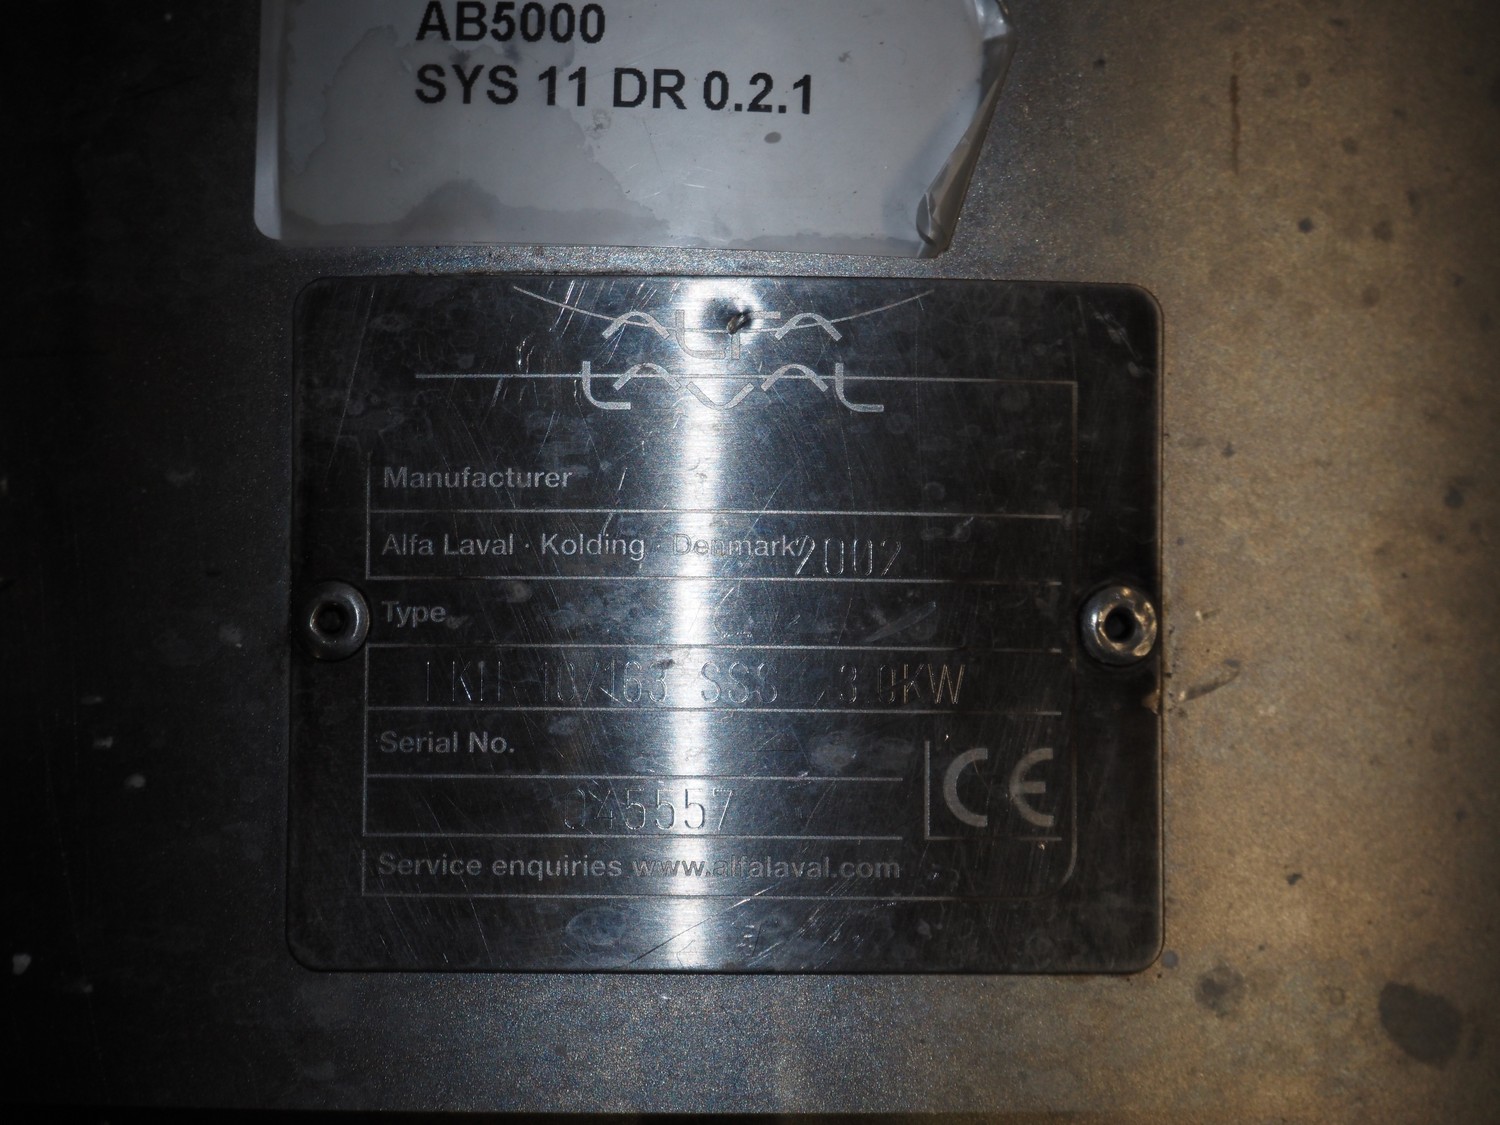 AB5000
SYS 11 DR 0.2.1
ALFA
LAVAL
Manufacturer
Alfa Laval · Kolding · Denmark 2002
Type
LKH-10/163 SSS 3.0KW
Serial No.
045557
CE
Service enquiries www.alfalaval.com